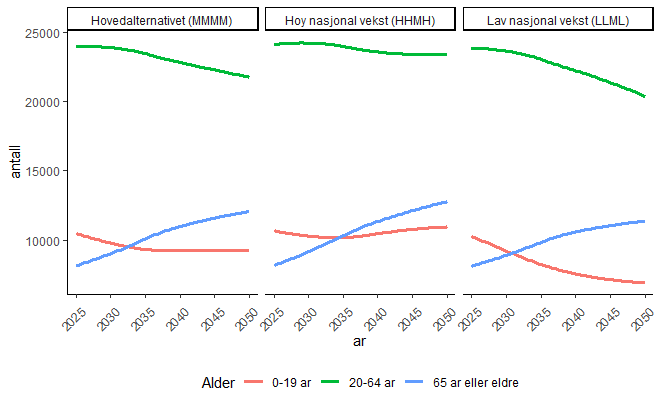 Hovedalternativet (MMMM) Hoy nasjonal vekst (HHMH) Lav nasjonal vekst (LLML)
25000
20000
15000
10000
antall
2025 2030 2035 2040 2045 2050 2025 2030 2035 2040 2045 2050 2025 2030 2035 2040 2045 2050
ar
Alder 0-19 ar 20-64 ar 65 ar eller eldre